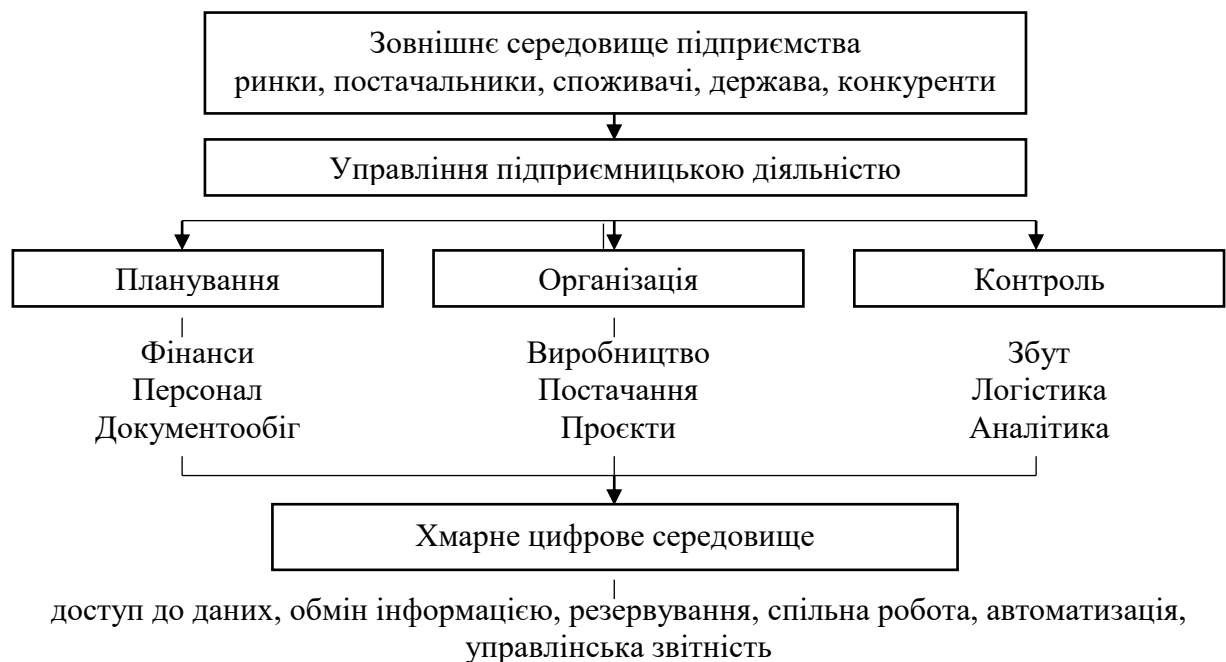 Зовнішнє середовище підприємства
ринки, постачальники, споживачі, держава, конкуренти
Управління підприємницькою діяльністю
Планування
Організація
Контроль
Фінанси
Персонал
Документообіг
Виробництво
Постачання
Проєкти
Збут
Логістика
Аналітика
Хмарне цифрове середовище
доступ до даних, обмін інформацією, резервування, спільна робота, автоматизація,
управлінська звітність